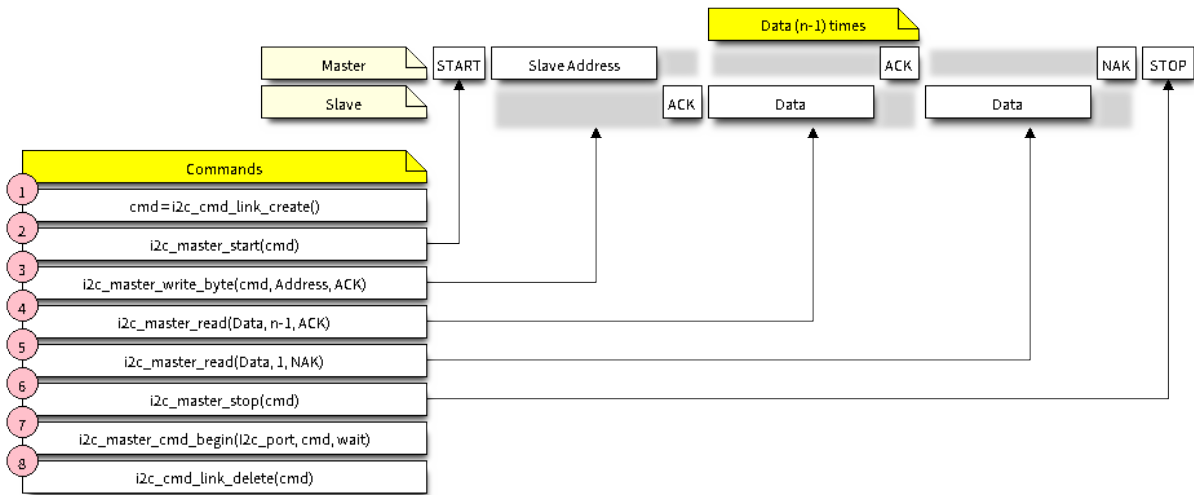 Data (n-1) times
Master START Slave Address ACK NAK STOP
Slave ACK Data Data
Commands
1
cmd=i2c_cmd_link_create()
2
i2c_master_start(cmd)
3
i2c_master_write_byte(cmd, Address, ACK)
4
i2c_master_read(Data, n-1, ACK)
5
i2c_master_read(Data, 1, NAK)
6
i2c_master_stop(cmd)
7
i2c_master_cmd_begin(I2c_port, cmd, wait)
8
i2c_cmd_link_delete(cmd)